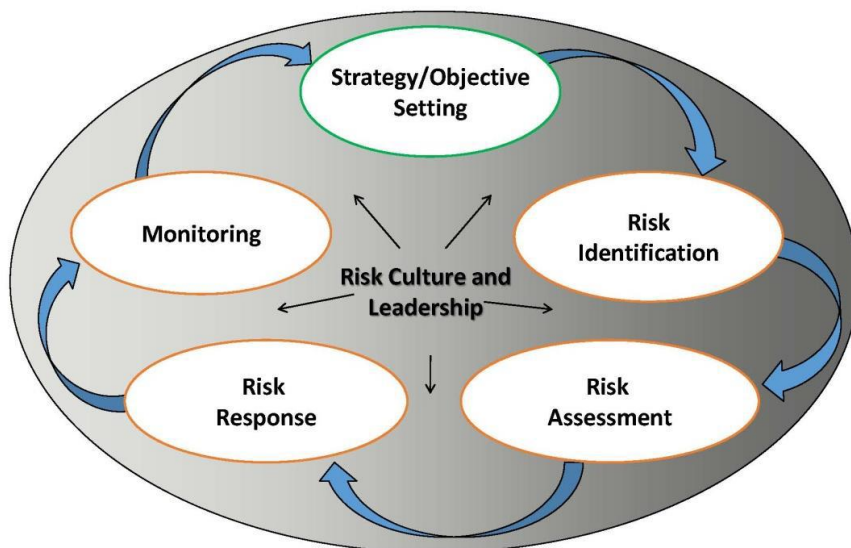 Strategy/Objective
Setting
Risk
Identification
Risk
Assessment
Risk
Response
Monitoring
Risk Culture and
Leadership